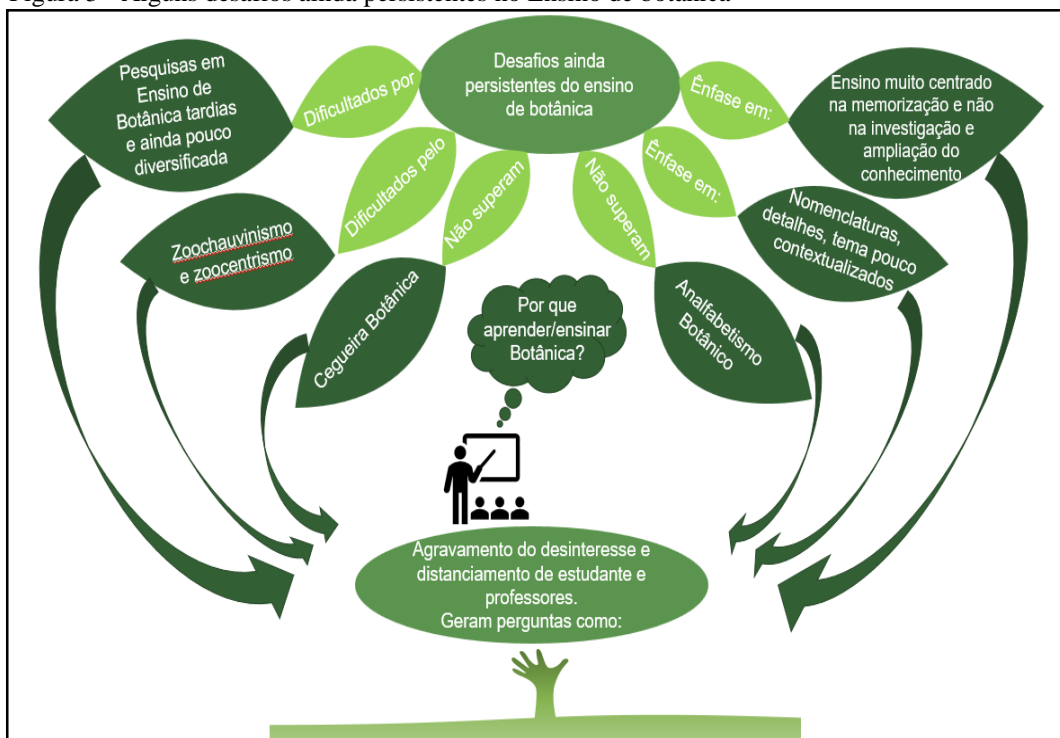 Figura 3 - Alguns desafios ainda persistentes no Ensino de botânica
Desafios ainda
persistentes do ensino
de botânica
Dificultados por
Pesquisas em
Ensino de
Botânica tardias
e ainda pouco
diversificada
Dificultados pelo
Zoochauvinismo
e zoocentrismo
Não superam
Cegueira Botânica
Não superam
Analfabetismo
Botânico
Ênfase em:
Nomenclaturas,
detalhes, tema pouco
contextualizados
Ênfase em:
Ensino muito centrado
na memorização e não
na investigação e
ampliação do
conhecimento
Por que
aprender/ensinar
Botânica?
Agravamento do desinteresse e
distanciamento de estudante e
professores.
Geram perguntas como: